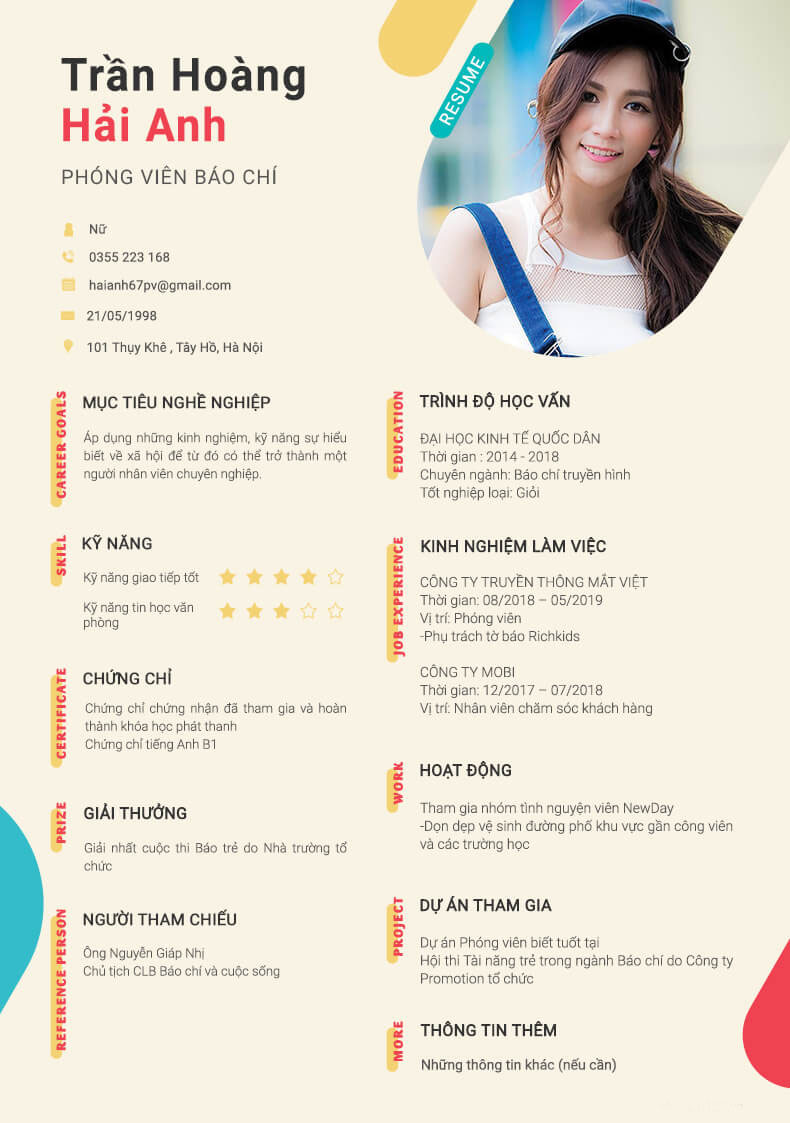 Trần Hoàng
Hải Anh
PHÓNG VIÊN BÁO CHÍ
RESUME
Nữ
0355 223 168
haianh67pv@gmail.com
21/05/1998
101 Thụy Khê , Tây Hồ, Hà Nội
CAREER GOALS
MỤC TIÊU NGHỀ NGHIỆP
Áp dụng những kinh nghiệm, kỹ năng sự hiểu
biết về xã hội để từ đó có thể trở thành một
người nhân viên chuyên nghiệp.
SKILL
KỸ NĂNG
Kỹ năng giao tiếp tốt
Kỹ năng tin học văn
phòng
CERTIFICATE
CHỨNG CHỈ
Chứng chỉ chứng nhận đã tham gia và hoàn
thành khóa học phát thanh
Chứng chỉ tiếng Anh B1
PRIZE
GIẢI THƯỞNG
Giải nhất cuộc thi Báo trẻ do Nhà trường tổ
chức
REFERENCE PERSON
NGƯỜI THAM CHIẾU
Ông Nguyễn Giáp Nhị
Chủ tịch CLB Báo chí và cuộc sống
EDUCATION
TRÌNH ĐỘ HỌC VẤN
ĐẠI HỌC KINH TẾ QUỐC DÂN
Thời gian : 2014 - 2018
Chuyên ngành: Báo chí truyền hình
Tốt nghiệp loại: Giỏi
JOB EXPERIENCE
KINH NGHIỆM LÀM VIỆC
CÔNG TY TRUYỀN THÔNG MẮT VIỆT
Thời gian: 08/2018 – 05/2019
Vị trí: Phóng viên
-Phụ trách tờ báo Richkids
CÔNG TY MOBI
Thời gian: 12/2017 – 07/2018
Vị trí: Nhân viên chăm sóc khách hàng
WORK
HOẠT ĐỘNG
Tham gia nhóm tình nguyện viên NewDay
-Dọn dẹp vệ sinh đường phố khu vực gần công viên
và các trường học
PROJECT
DỰ ÁN THAM GIA
Dự án Phóng viên biết tuốt tại
Hội thi Tài năng trẻ trong ngành Báo chí do Công ty
Promotion tổ chức
MORE
THÔNG TIN THÊM
Những thông tin khác (nếu cần)